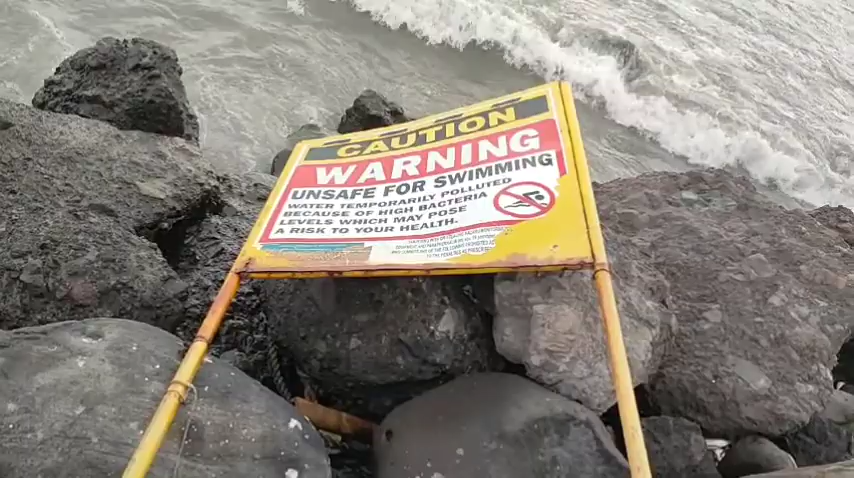 CAUTION
WARNING
UNSAFE FOR SWIMMING
WATER TEMPORARILY POLLUTED
BECAUSE OF HIGH BACTERIA
LEVELS WHICH MAY POSE
A RISK TO YOUR HEALTH.